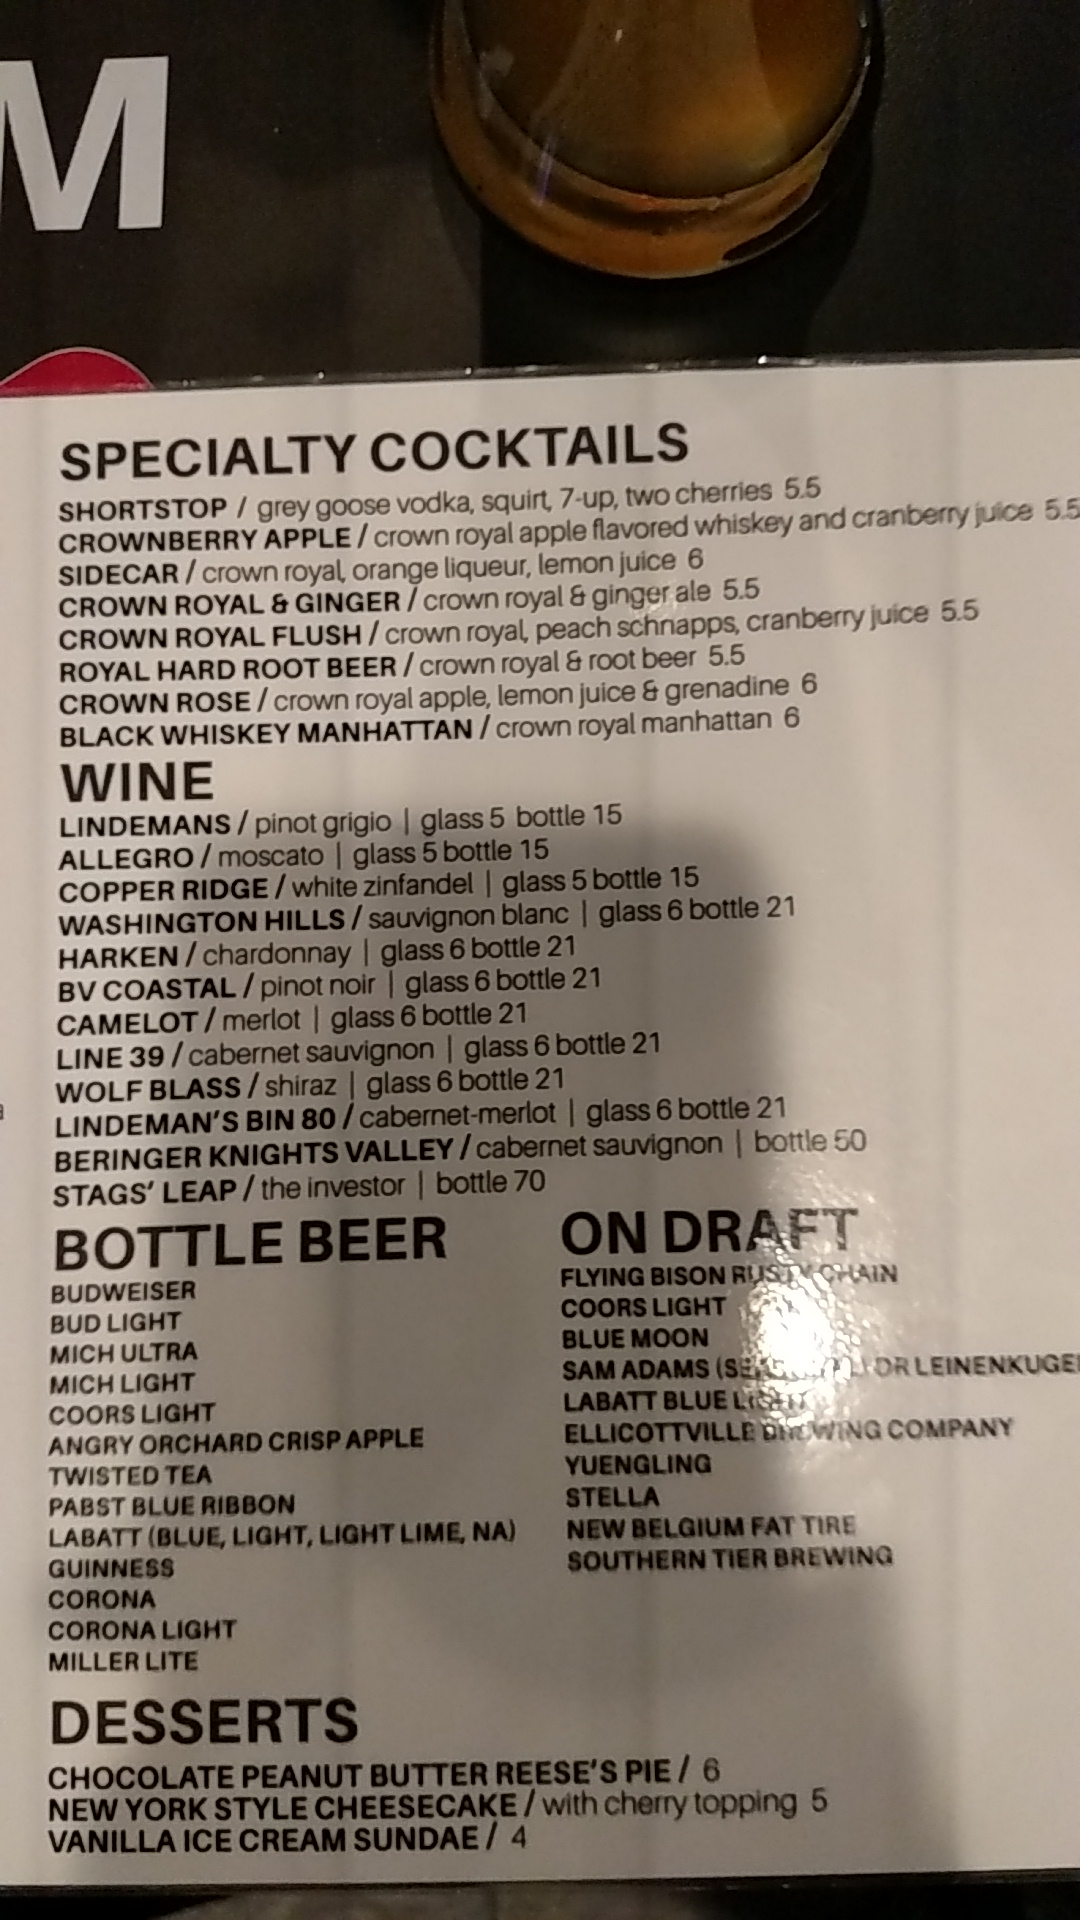 M
SPECIALTY COCKTAILS
SHORTSTOP / grey goose vodka, squirt, 7-up, two cherries 5.5
CROWNBERRY APPLE / crown royal apple flavored whiskey and cranberry juice 5.5
SIDECAR / crown royal, orange liqueur, lemon juice 6
CROWN ROYAL & GINGER / crown royal & ginger ale 5.5
CROWN ROYAL FLUSH / crown royal, peach schnapps, cranberry juice 5.5
ROYAL HARD ROOT BEER / crown royal & root beer 5.5
CROWN ROSE / crown royal apple, lemon juice & grenadine 6
BLACK WHISKEY MANHATTAN / crown royal manhattan 6
WINE
LINDEMANS / pinot grigio | glass 5 bottle 15
ALLEGRO / moscato | glass 5 bottle 15
COPPER RIDGE / white zinfandel | glass 5 bottle 15
WASHINGTON HILLS / sauvignon blanc | glass 6 bottle 21
HARKEN / chardonnay | glass 6 bottle 21
BV COASTAL / pinot noir | glass 6 bottle 21
CAMELOT / merlot | glass 6 bottle 21
LINE 39 / cabernet sauvignon | glass 6 bottle 21
WOLF BLASS / shiraz | glass 6 bottle 21
LINDEMAN'S BIN 80 / cabernet-merlot | glass 6 bottle 21
BERINGER KNIGHTS VALLEY / cabernet sauvignon | bottle 50
STAGS' LEAP / the investor | bottle 70
BOTTLE BEER
BUDWEISER
BUD LIGHT
MICH ULTRA
MICH LIGHT
COORS LIGHT
ANGRY ORCHARD CRISP APPLE
TWISTED TEA
PABST BLUE RIBBON
LABATT (BLUE, LIGHT, LIGHT LIME, NA)
GUINNESS
CORONA
CORONA LIGHT
MILLER LITE
ON DRAFT
FLYING BISON RUSTY CHAIN
COORS LIGHT
BLUE MOON
SAM ADAMS OR LEINENKUGE
LABATT BLUE LIGHT
ELLICOTTVILLE BREWING COMPANY
YUENGLING
STELLA
NEW BELGIUM FAT TIRE
SOUTHERN TIER BREWING
DESSERTS
CHOCOLATE PEANUT BUTTER REESE'S PIE / 6
NEW YORK STYLE CHEESECAKE / with cherry topping 5
VANILLA ICE CREAM SUNDAE / 4